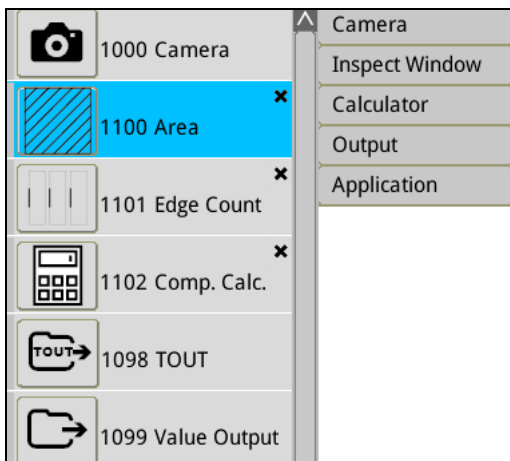 1000 Camera
1100 Area
1101 Edge Count
1102 Comp. Calc.
TOUT
1098 TOUT
1099 Value Output
Camera
Inspect Window
Calculator
Output
Application